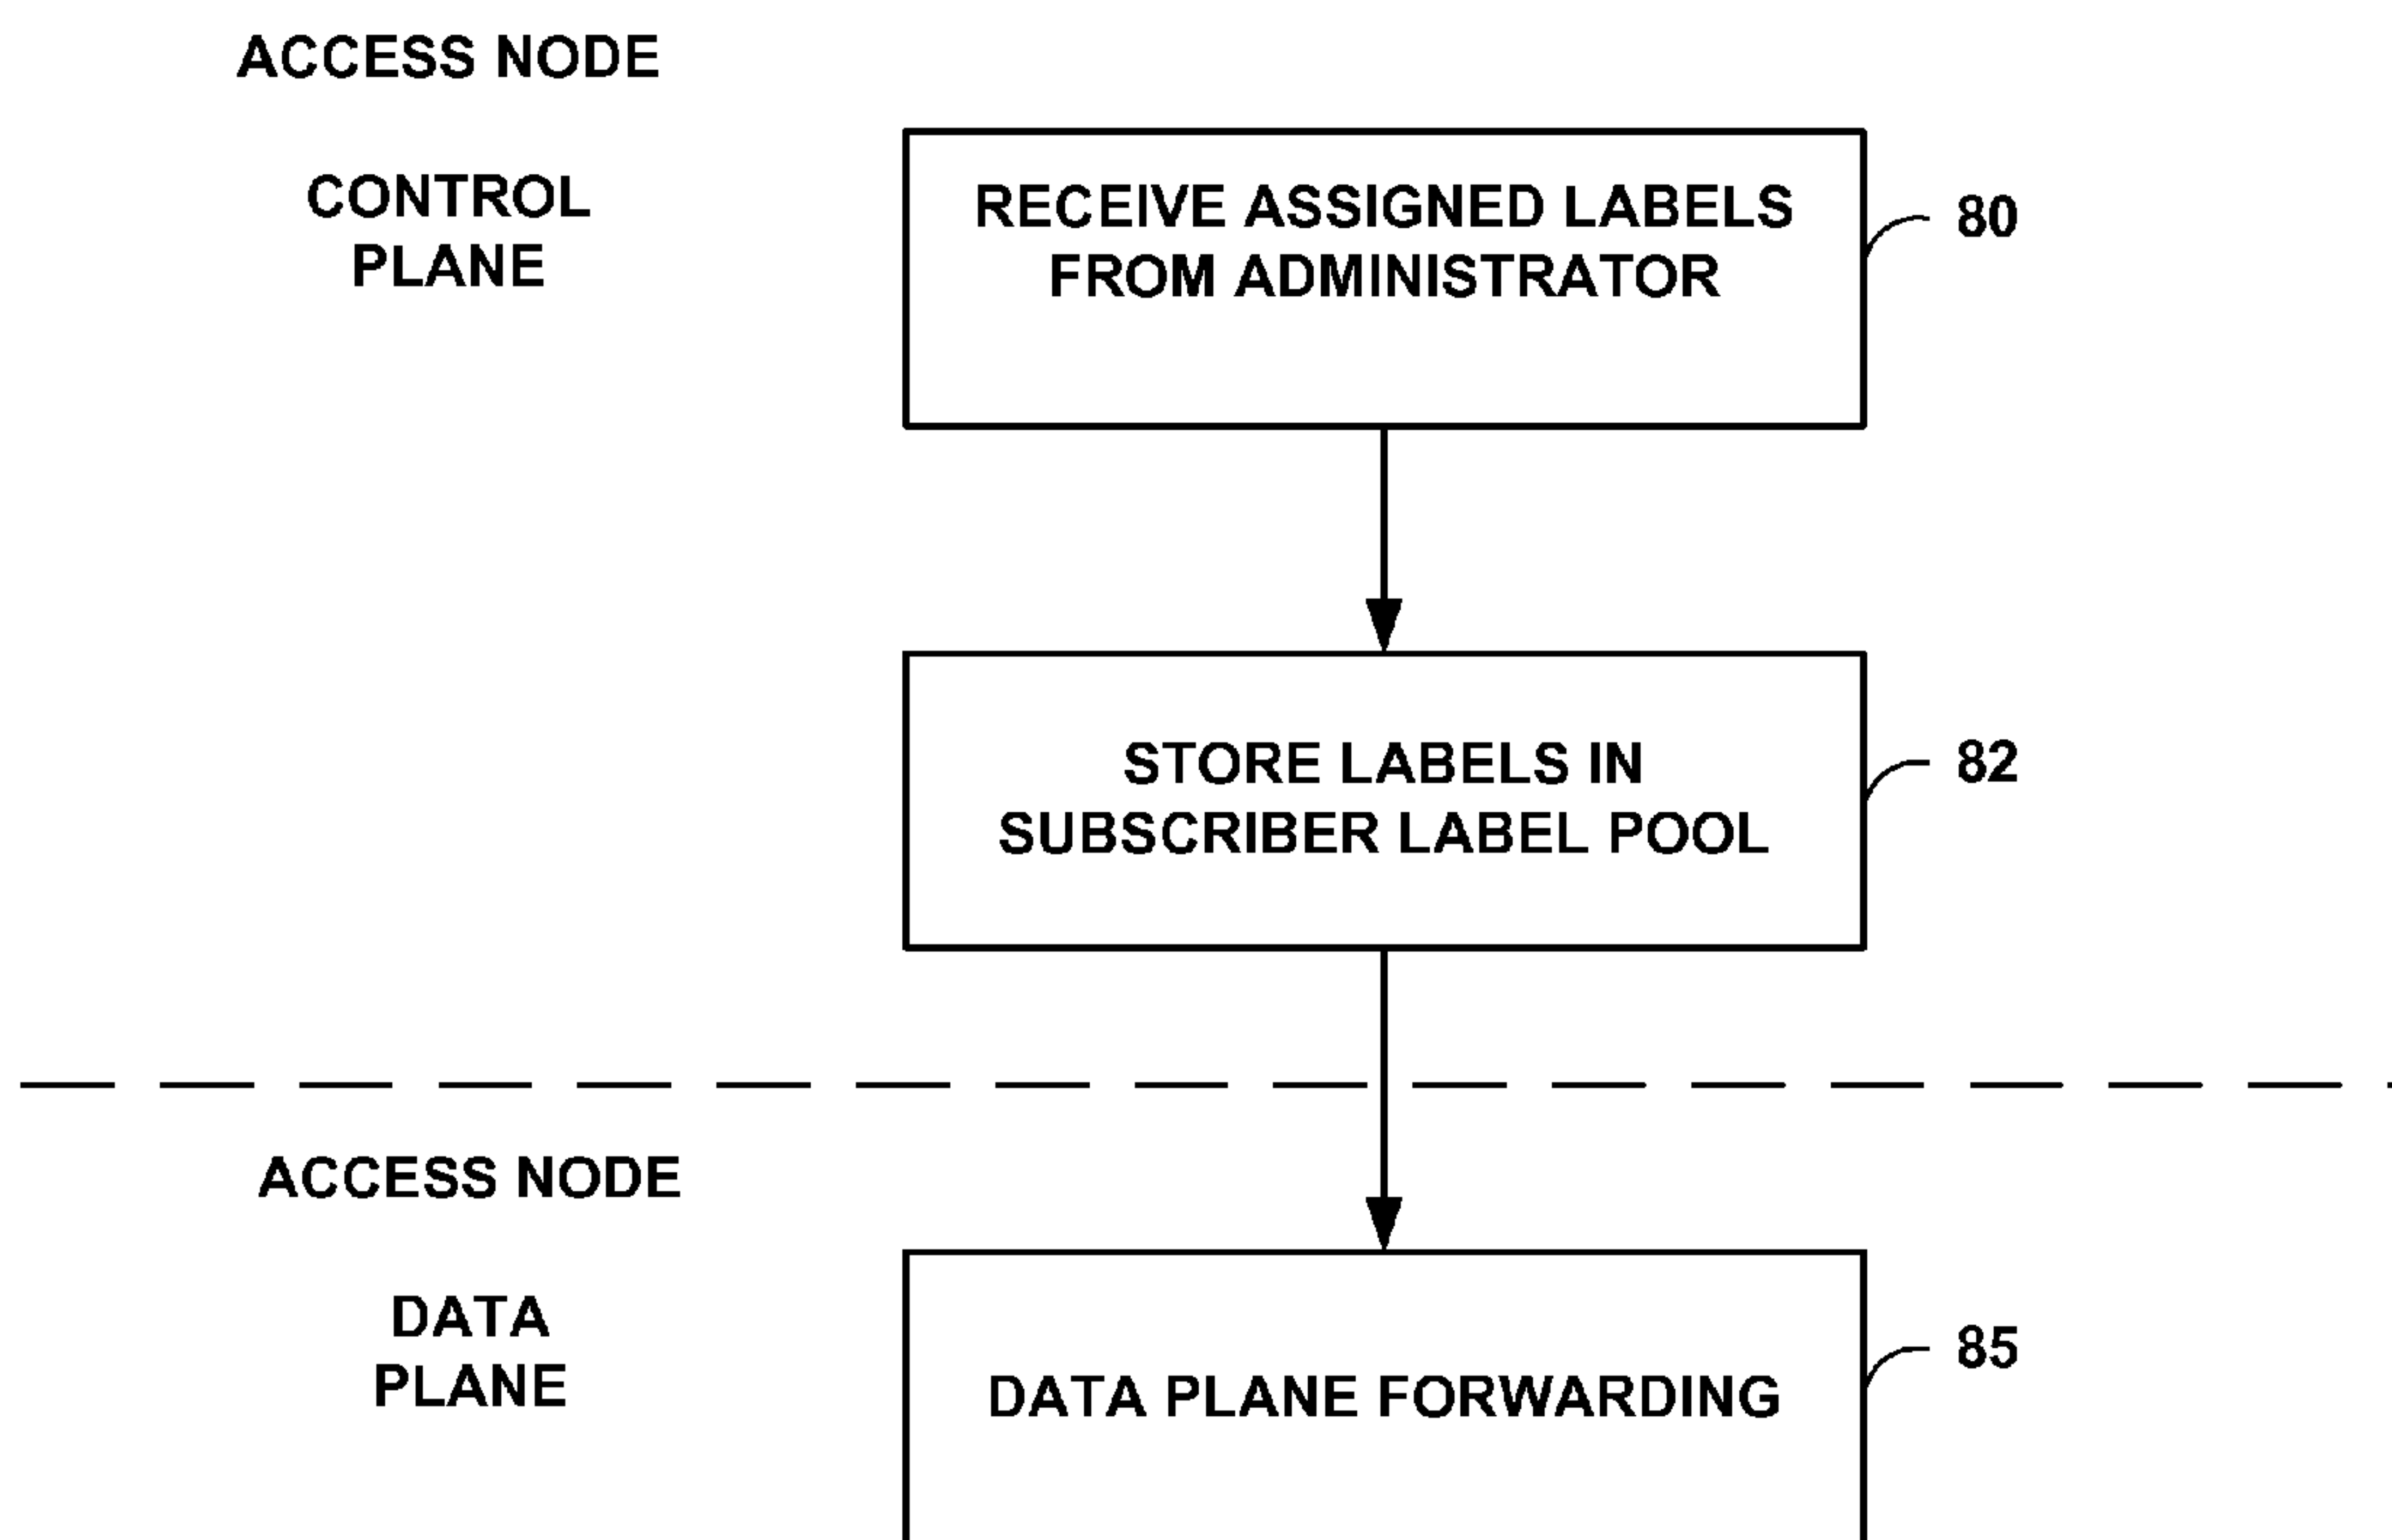 ACCESS NODE
CONTROL
PLANE
RECEIVE ASSIGNED LABELS
FROM ADMINISTRATOR
80
STORE LABELS IN
SUBSCRIBER LABEL POOL
82
ACCESS NODE
DATA
PLANE
DATA PLANE FORWARDING
85